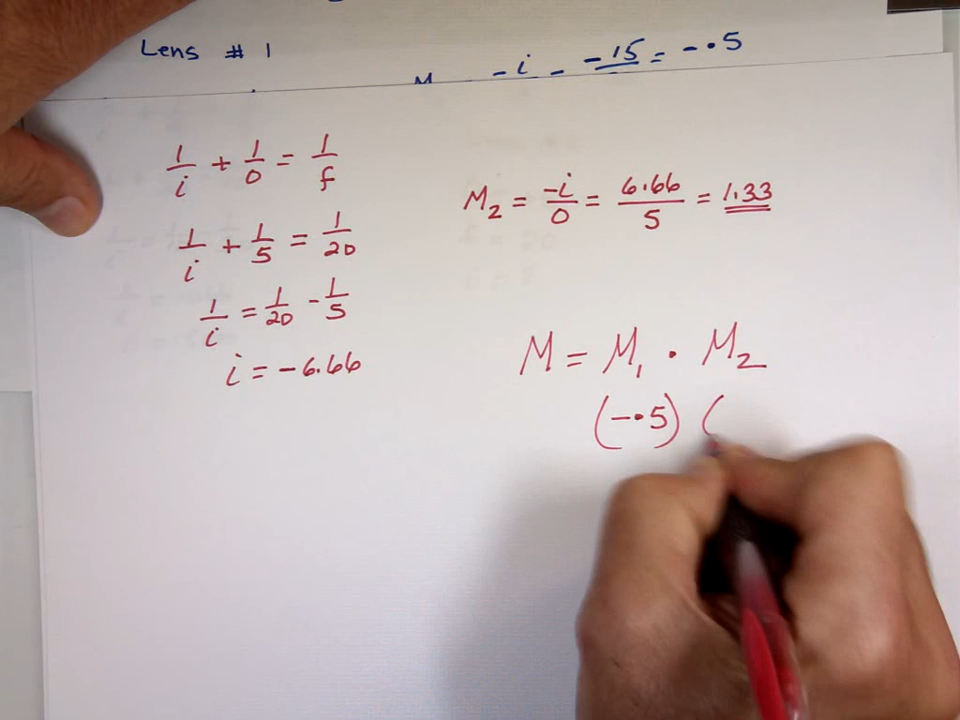 Lens # 1
M -i - -15 = -.5
1/i + 1/o = 1/f
1/i + 1/5 = 1/20
1/i = 1/20 - 1/5
i = -6.66
M2 = -i/o = 6.66/5 = 1.33
M = M1 · M2
(-.5) (